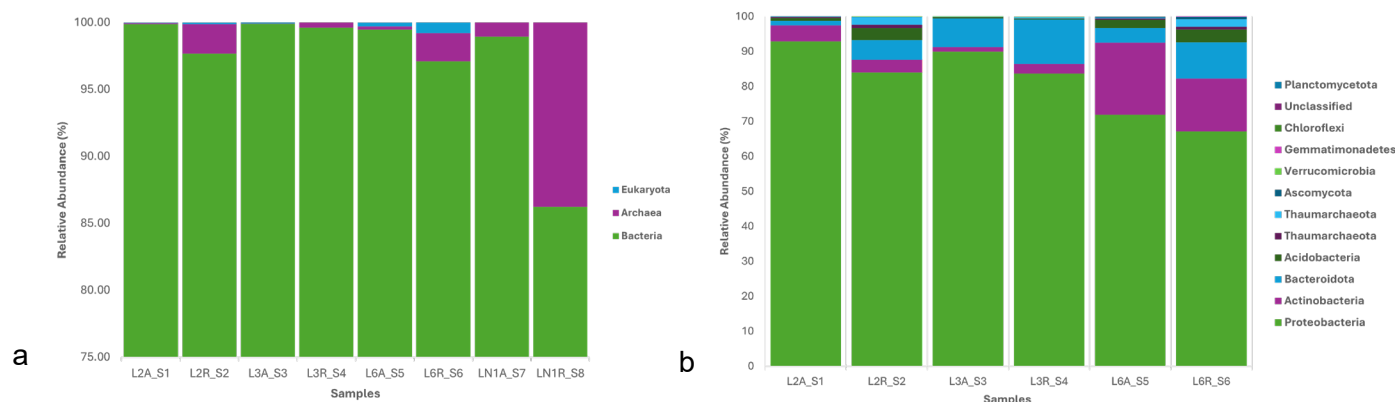 100.00
95.00
90.00
85.00
80.00
75.00
Relative Abundance (%)
L2A_S1 L2R_S2 L3A_S3 L3R_S4 L6A_S5 L6R_S6 LN1A_S7 LN1R_S8
Samples
Eukaryota
Archaea
Bacteria
a
100
90
80
70
60
50
40
30
20
10
0
Relative Abundance (%)
L2A_S1 L2R_S2 L3A_S3 L3R_S4 L6A_S5 L6R_S6
Samples
Planctomycetota
Unclassified
Chloroflexi
Gemmatimonadetes
Verrucomicrobia
Ascomycota
Thaumarchaeota
Thaumarchaeota
Acidobacteria
Bacteroidota
Actinobacteria
Proteobacteria
b